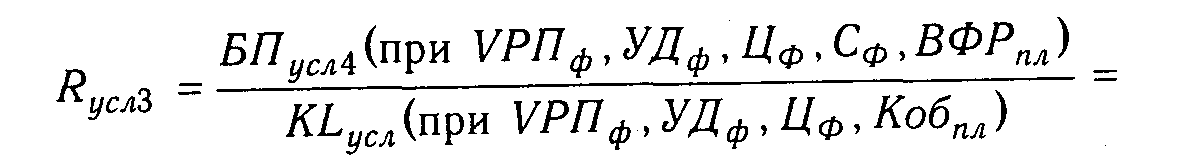 R усл3 = БП усл4 (при VРП ф , УД ф , Ц Ф , С Ф , ВФР пл ) =
KL усл (при VРП ф , УД ф , Ц Ф , Коб пл )